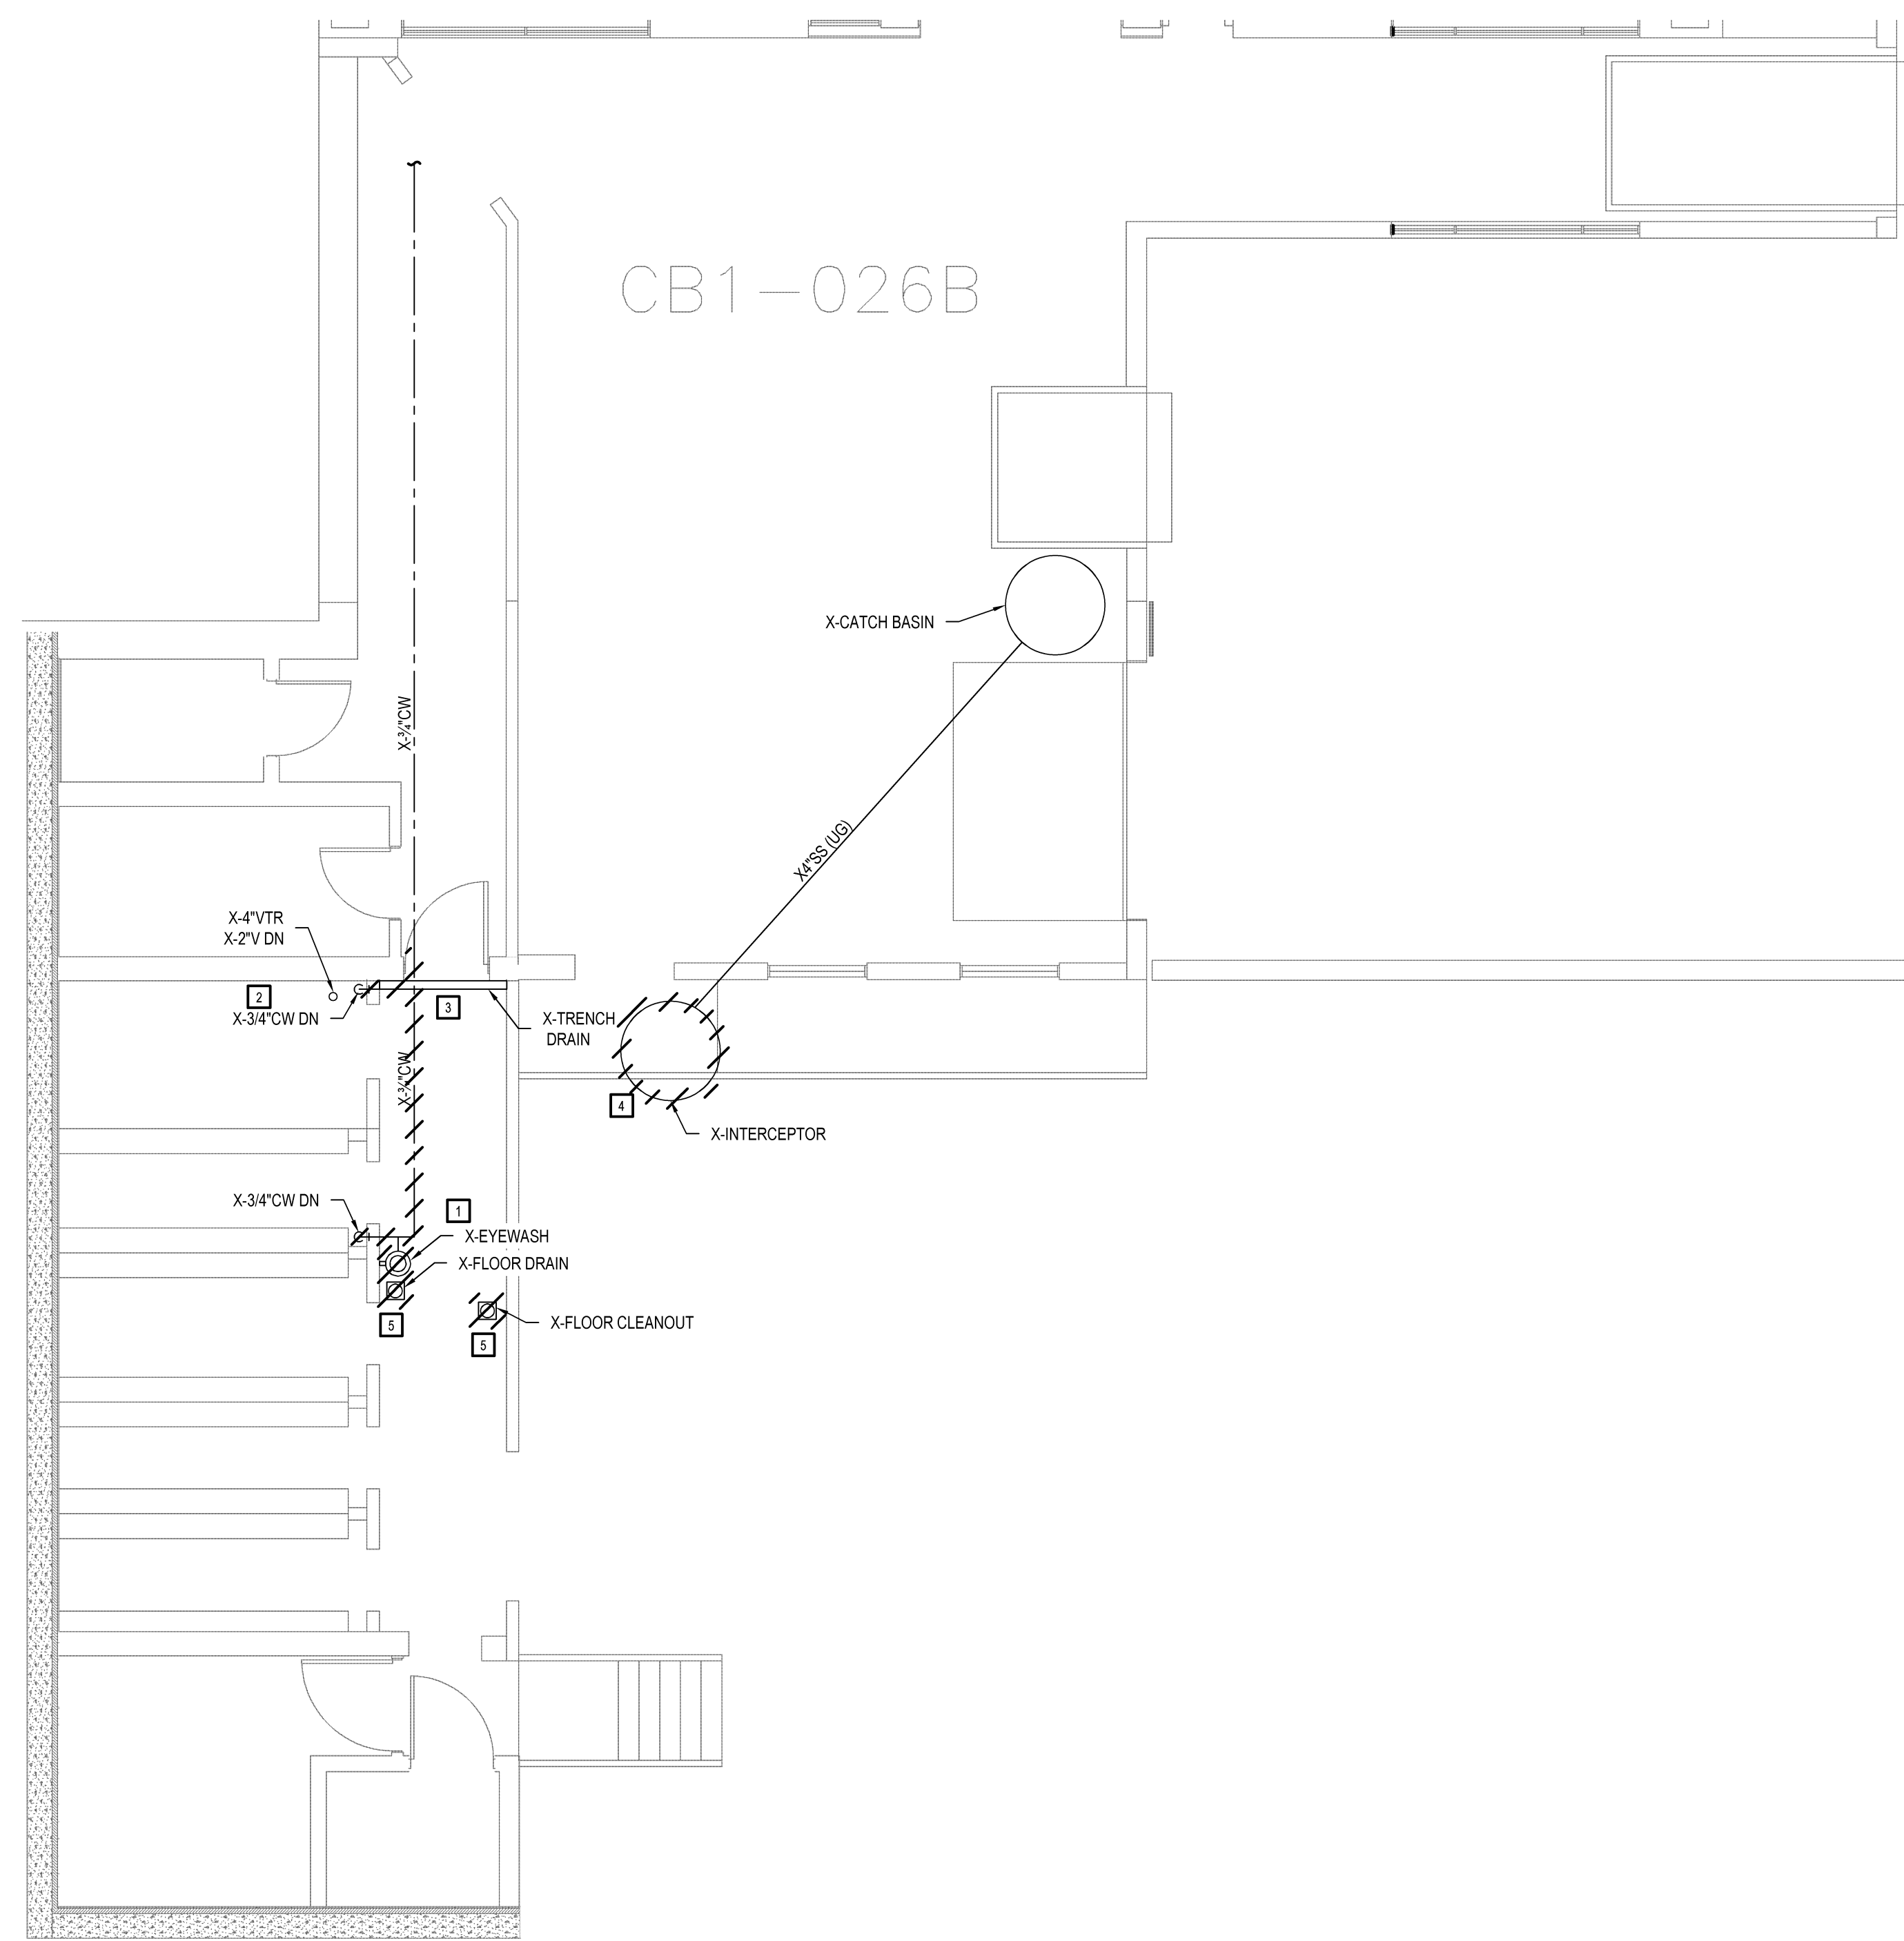 CB1-026B
X-CATCH BASIN
X-¾"CW
X4"SS (UG)
X-4"VTR
X-2"V DN
2
X-3/4"CW DN
3
X-TRENCH
DRAIN
X-¾"CW
4
X-INTERCEPTOR
X-3/4"CW DN
1
X-EYEWASH
X-FLOOR DRAIN
5
X-FLOOR CLEANOUT
5